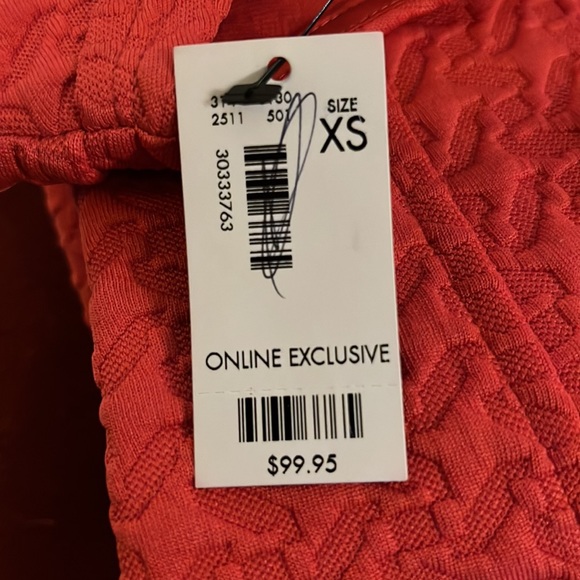 SIZE
2511 501
XS
30333763
ONLINE EXCLUSIVE
$99.95